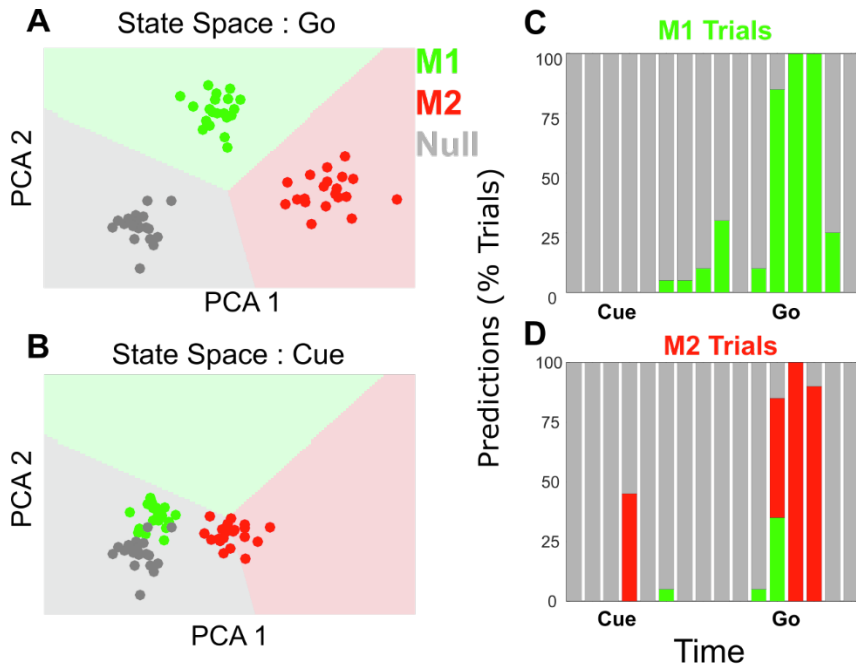 A
State Space : Go
M1
M2
Null
PCA 2
PCA 1
B
State Space : Cue
PCA 2
PCA 1
C
M1 Trials
100
75
50
25
0
Cue
Go
Predictions (% Trials)
D
M2 Trials
100
75
50
25
0
Cue
Go
Time